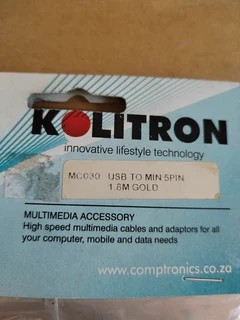 KOLITRON
innovative lifestyle technology
MC030 USB TO MIN 5PIN
1.8M GOLD
MULTIMEDIA ACCESSORY
High speed multimedia cables and adaptors for all
your computer, mobile and data needs
www.comptronics.co.za